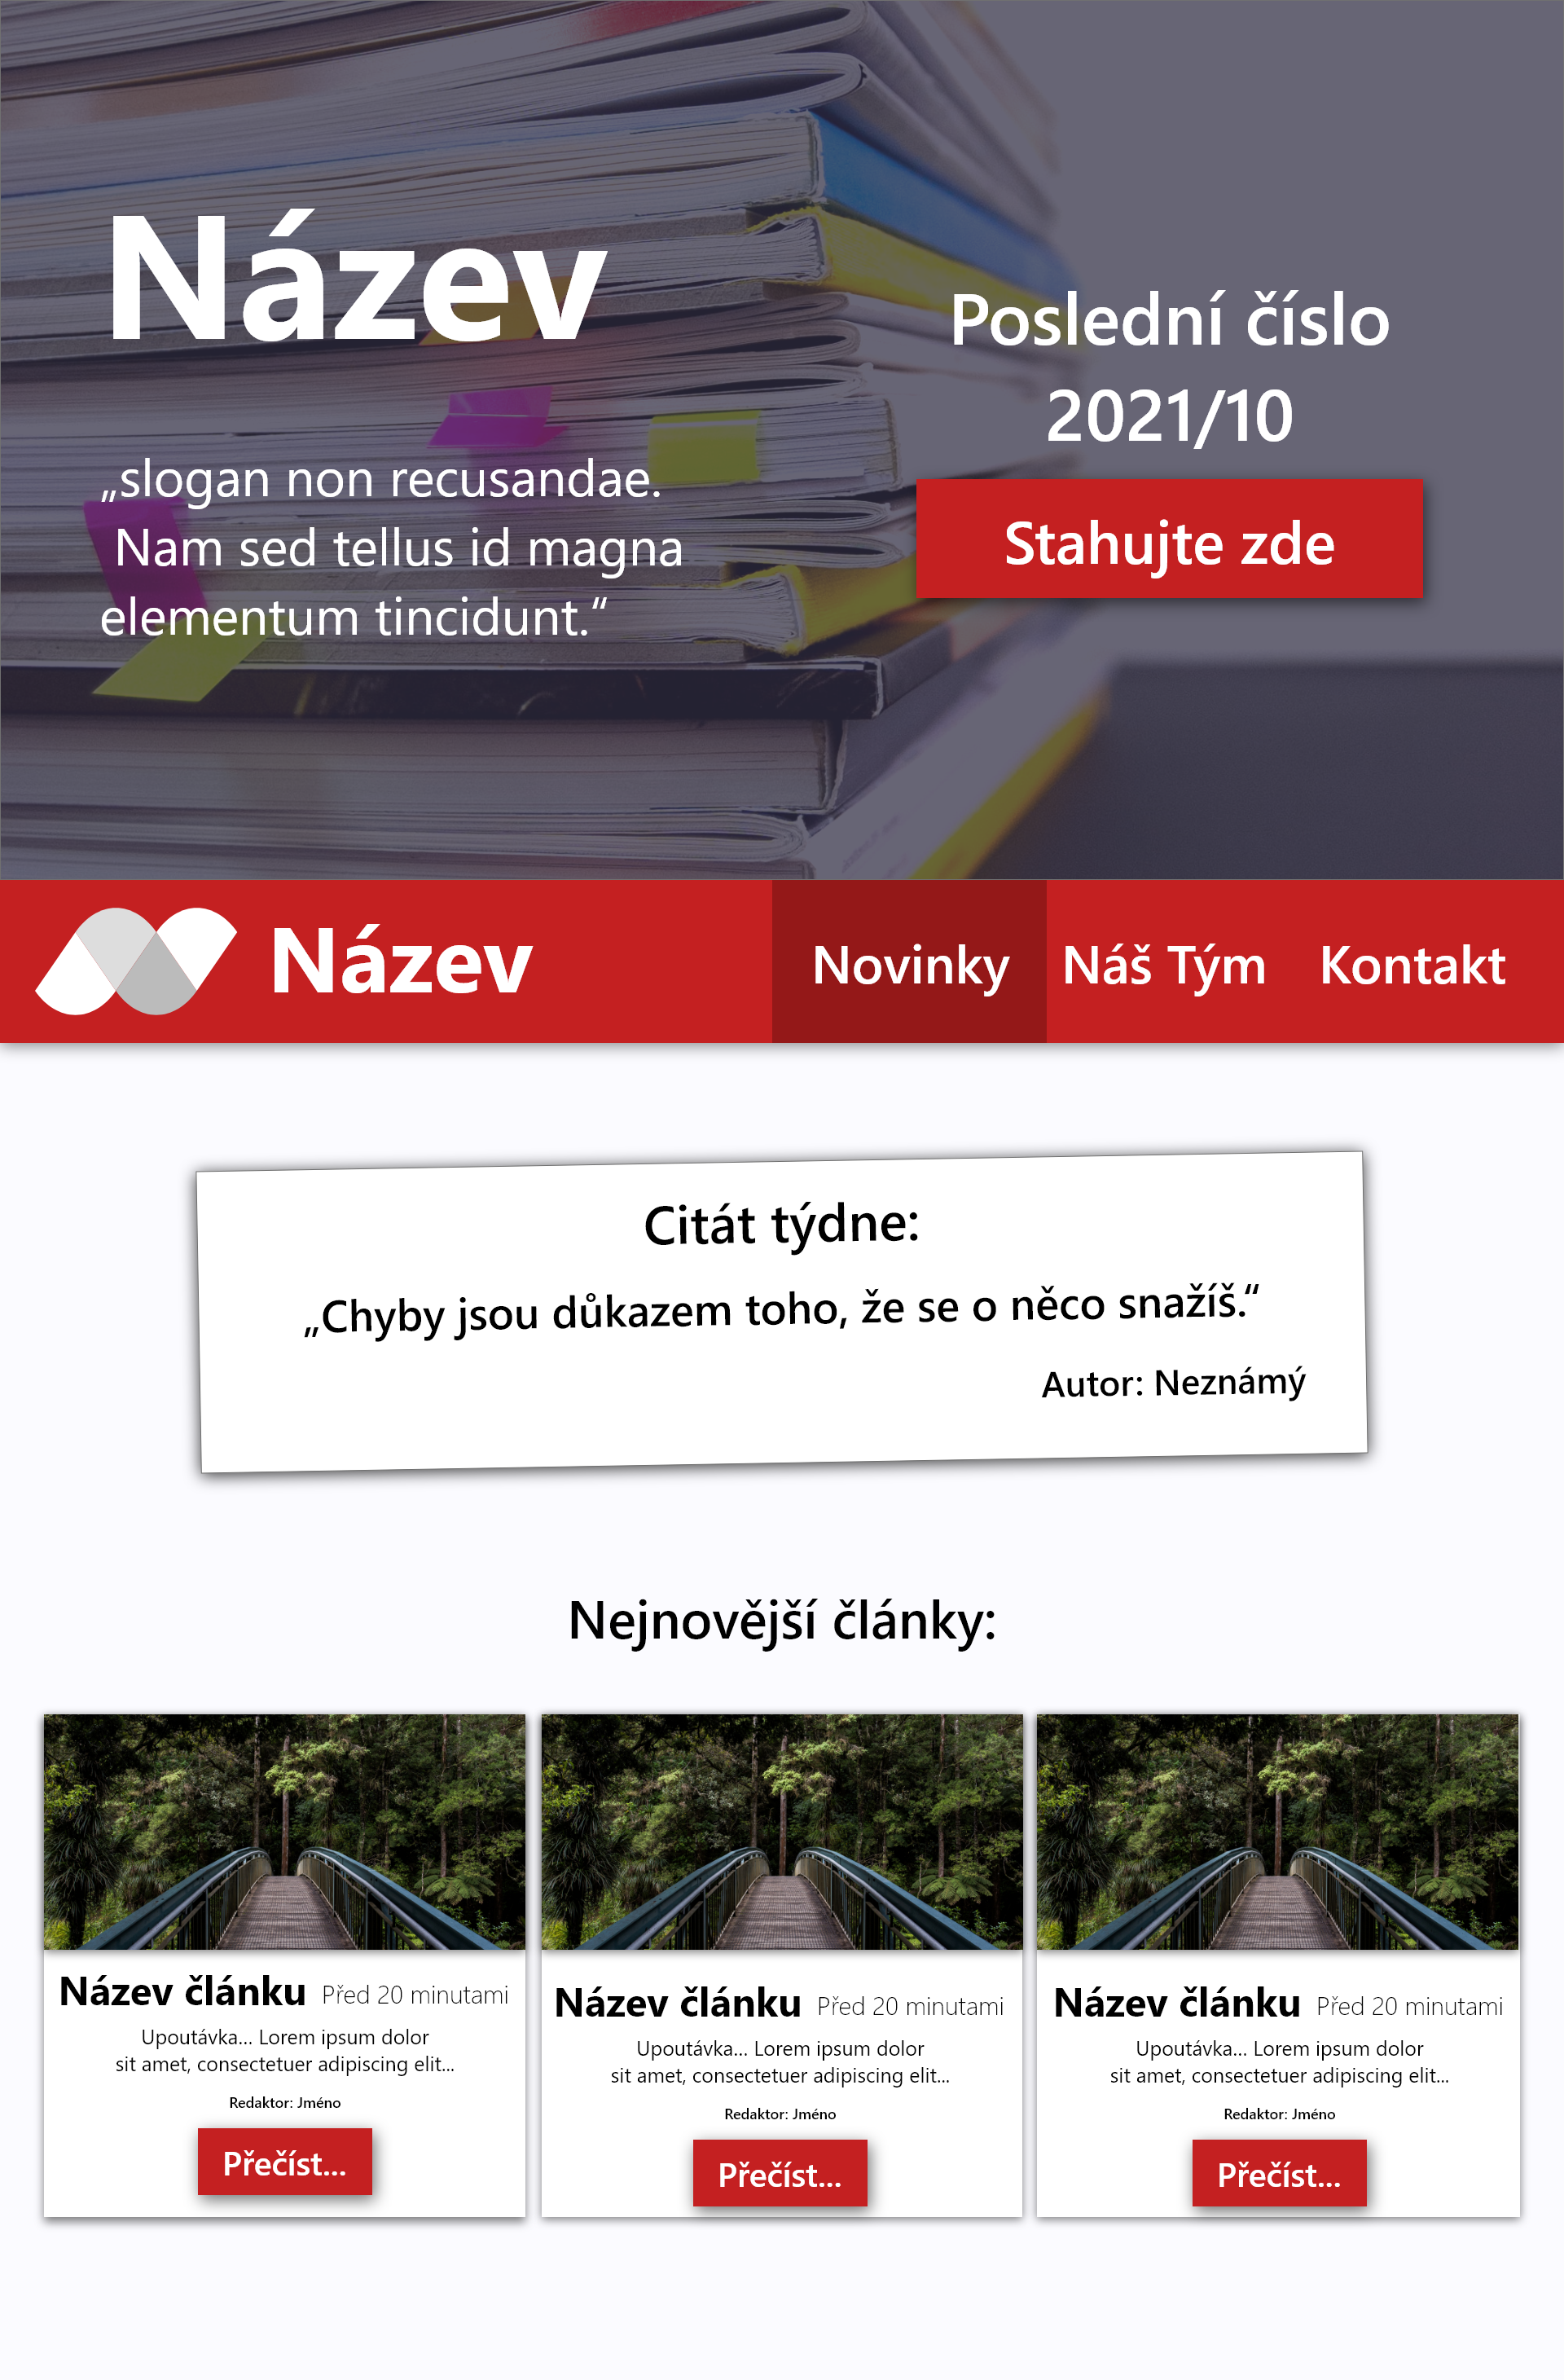 Název
„slogan non recusandae.
Nam sed tellus id magna
elementum tincidunt.“
Poslední číslo
2021/10
Stahujte zde
Název
Novinky
Náš Tým
Kontakt
Citát týdne:
„Chyby jsou důkazem toho, že se o něco snažíš.“
Autor: Neznámý
Nejnovější články:
Název článku Před 20 minutami
Upoutávka... Lorem ipsum dolor
sit amet, consectetuer adipiscing elit...
Redaktor: Jméno
Přečíst...
Název článku Před 20 minutami
Upoutávka... Lorem ipsum dolor
sit amet, consectetuer adipiscing elit...
Redaktor: Jméno
Přečíst...
Název článku Před 20 minutami
Upoutávka... Lorem ipsum dolor
sit amet, consectetuer adipiscing elit...
Redaktor: Jméno
Přečíst...